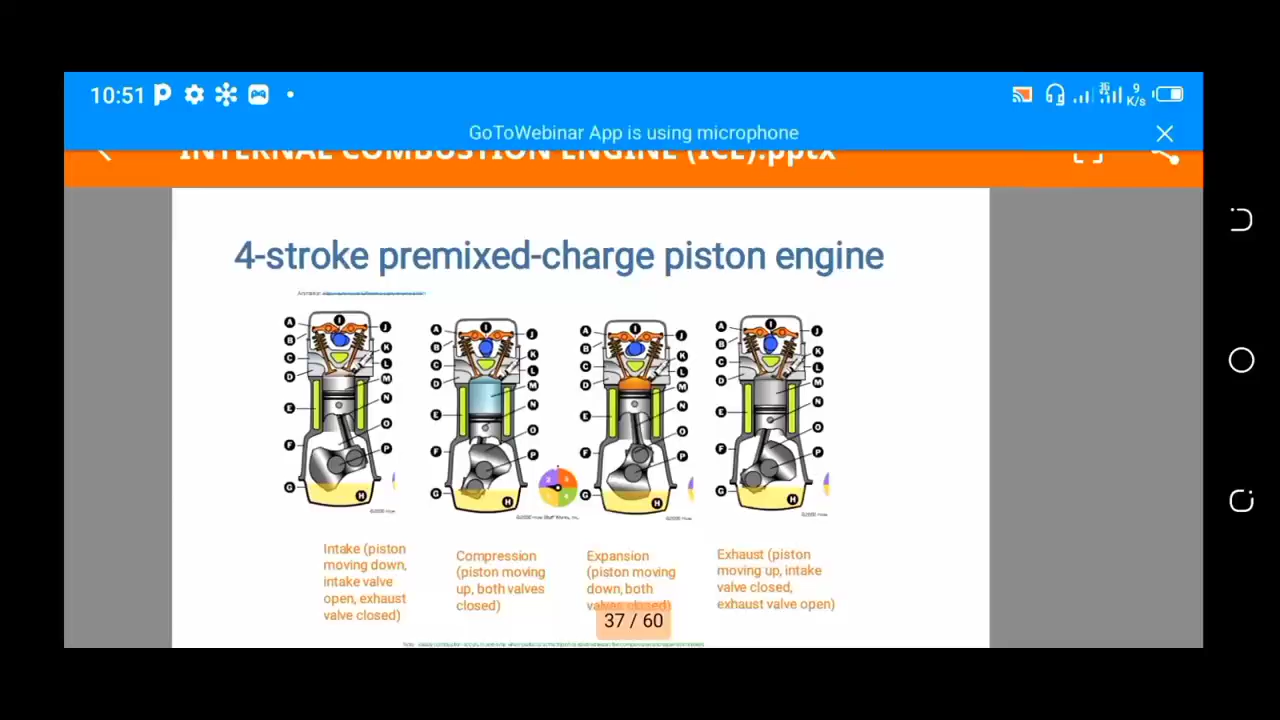 10:51
9
K/s
GoToWebinar App is using microphone
INTERNAL COMBUSTION ENGINE (ICE).pptx
4-stroke premixed-charge piston engine
A B C D E F G H I J K L M N O P
A B C D E F G H I J K L M N O P
A B C D E F G H I J K L M N O P
A B C D E F G H I J K L M N O P
Intake (piston
moving down,
intake valve
open, exhaust
valve closed)
Compression
(piston moving
up, both valves
closed)
Expansion
(piston moving
down, both
valves closed)
Exhaust (piston
moving up, intake
valve closed,
exhaust valve open)
37 / 60